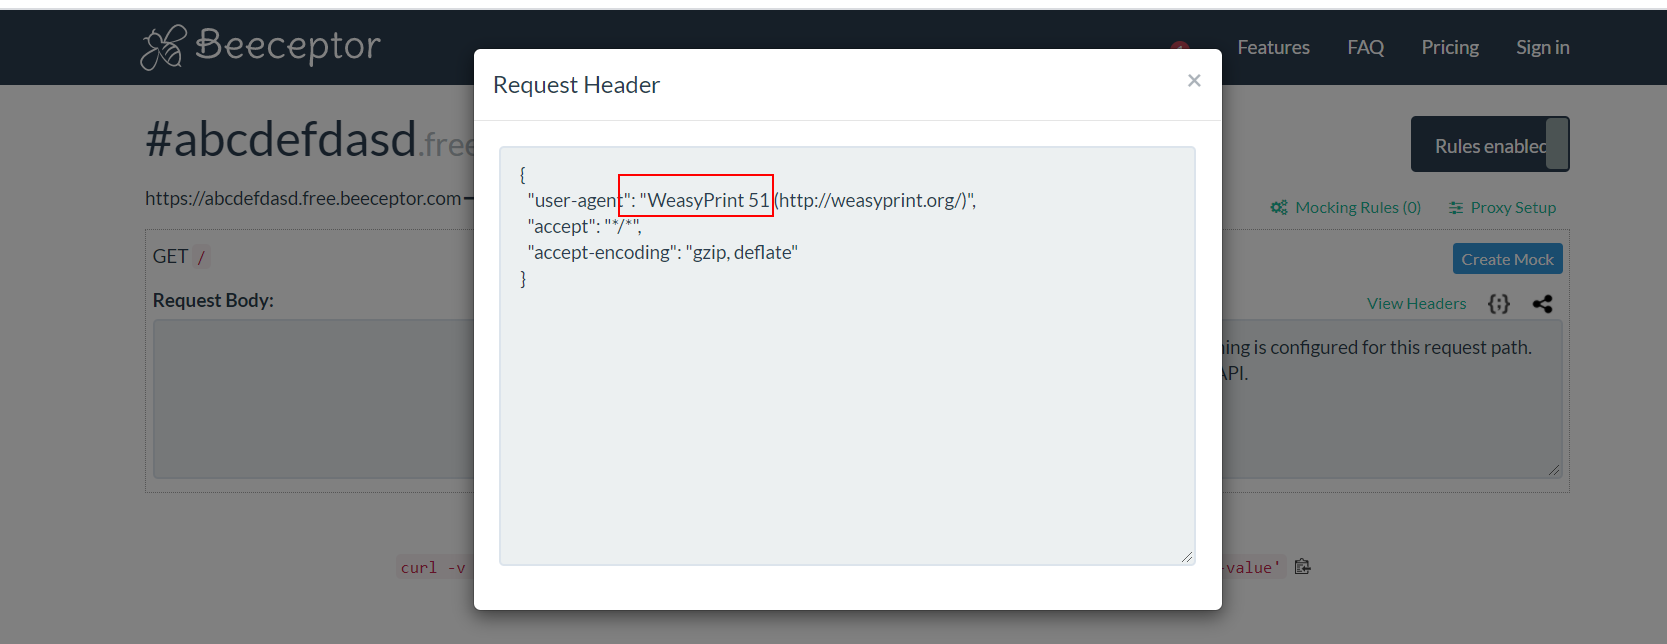 Beeceptor
Features
FAQ
Pricing
Sign in
Request Header
×
#abcdefdasd.free
Rules enabled
https://abcdefdasd.free.beeceptor.com
Mocking Rules (0)
Proxy Setup
{
"user-agent": "WeasyPrint 51 (http://weasyprint.org/)",
"accept": "*/*",
"accept-encoding": "gzip, deflate"
}
GET /
Create Mock
Request Body:
View Headers
{;}
is configured for this request path.
API.
curl -v
-value'